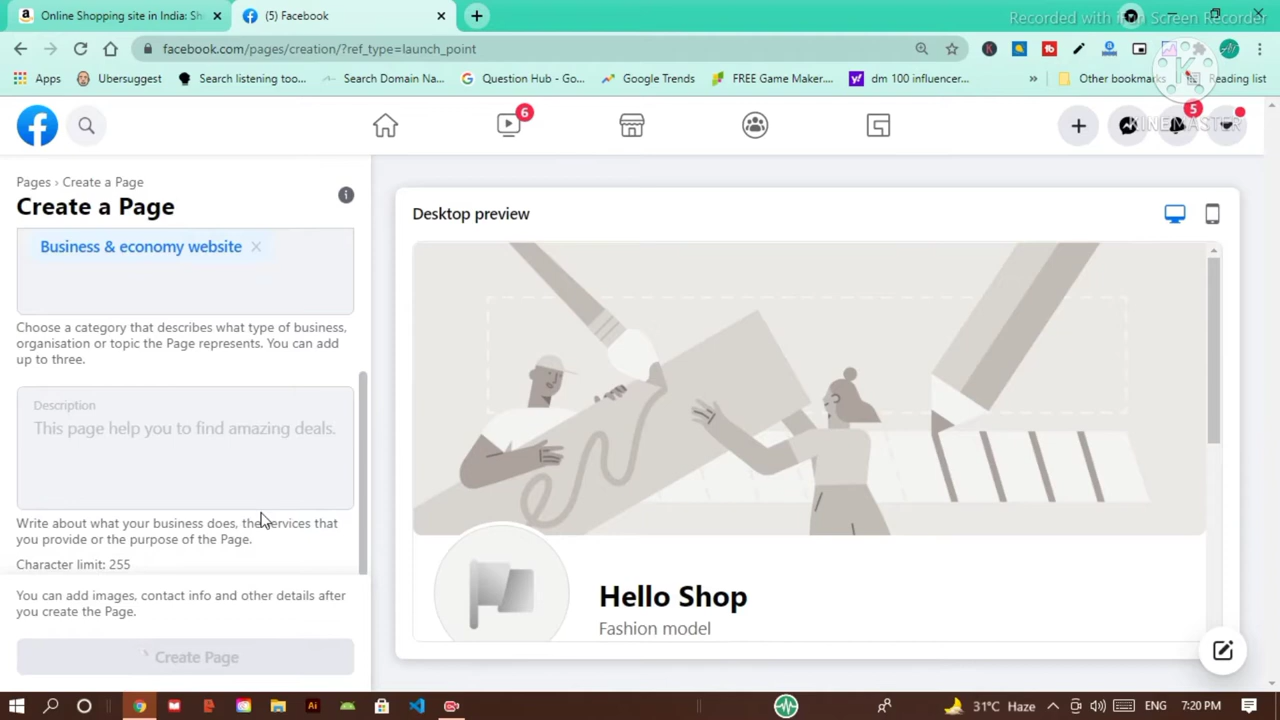 Recorded with iTop Screen Recorder
Online Shopping site in India: Sh
(5) Facebook
facebook.com/pages/creation/?ref_type=launch_point
Apps
Ubersuggest
Search listening too...
Search Domain Na...
Question Hub - Go...
Google Trends
FREE Game Maker....
dm 100 influencer...
»
Other bookmarks
Reading list
KINEMASTER
6
5
Pages › Create a Page
Create a Page
Business & economy website
Choose a category that describes what type of business,
organisation or topic the Page represents. You can add
up to three.
Description
This page help you to find amazing deals.
Write about what your business does, the services that
you provide or the purpose of the Page.
Character limit: 255
You can add images, contact info and other details after
you create the Page.
Create Page
Desktop preview
Hello Shop
Fashion model
31°C Haze
ENG
7:20 PM